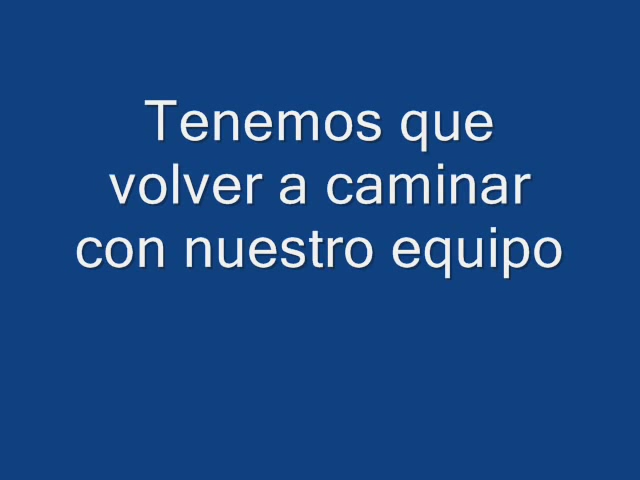 Tenemos que
volver a caminar
con nuestro equipo